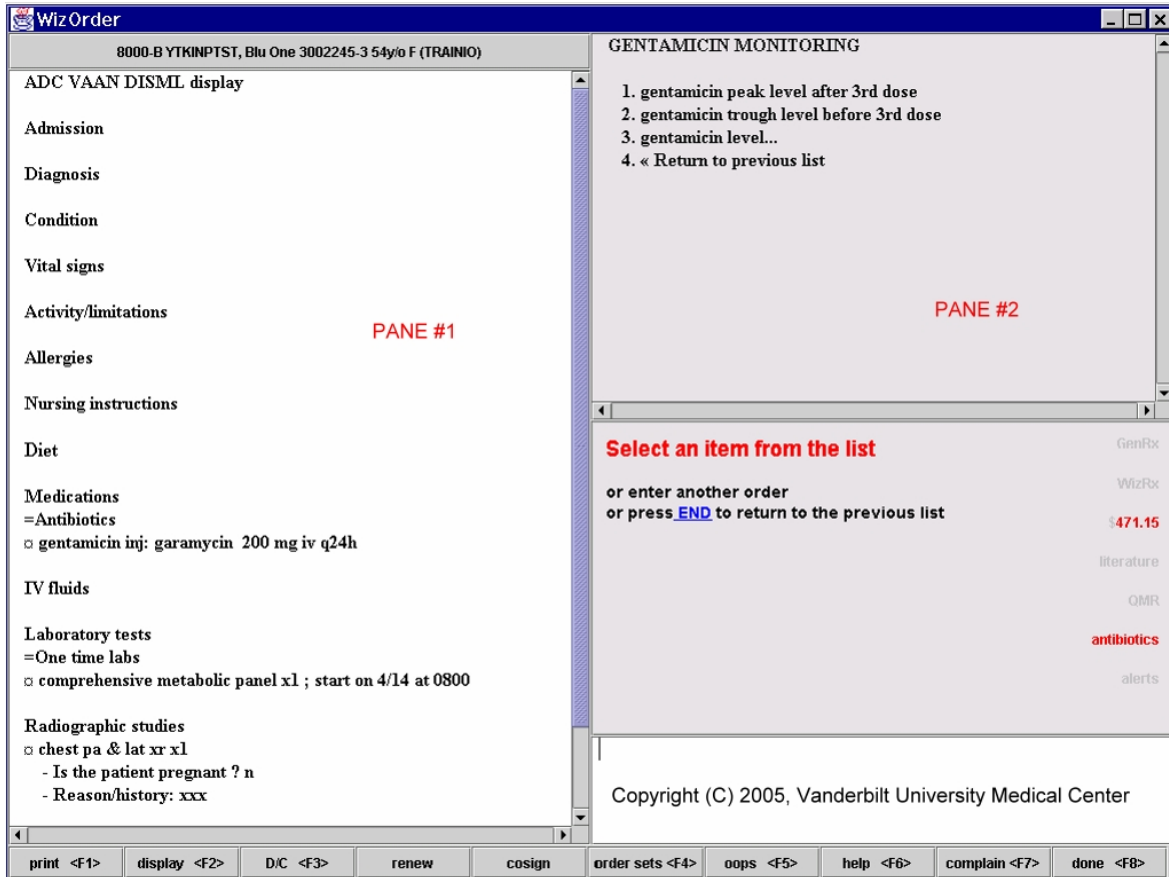 WizOrder
8000-B YTKINPTST, Blu One 3002245-3 54y/o F (TRAINIO)
ADC VAAN DISML display
Admission
Diagnosis
Condition
Vital signs
Activity/limitations
PANE #1
Allergies
Nursing instructions
Diet
Medications
=Antibiotics
¤ gentamicin inj: garamycin 200 mg iv q24h
IV fluids
Laboratory tests
=One time labs
¤ comprehensive metabolic panel x1 ; start on 4/14 at 0800
Radiographic studies
¤ chest pa & lat xr x1
- Is the patient pregnant ? n
- Reason/history: xxx
GENTAMICIN MONITORING
1. gentamicin peak level after 3rd dose
2. gentamicin trough level before 3rd dose
3. gentamicin level...
4. « Return to previous list
PANE #2
Select an item from the list
or enter another order
or press END to return to the previous list
GenRx
WizRx
$471.15
literature
QMR
antibiotics
alerts
Copyright (C) 2005, Vanderbilt University Medical Center
print <F1> display <F2> D/C <F3> renew cosign order sets <F4> oops <F5> help <F6> complain <F7> done <F8>